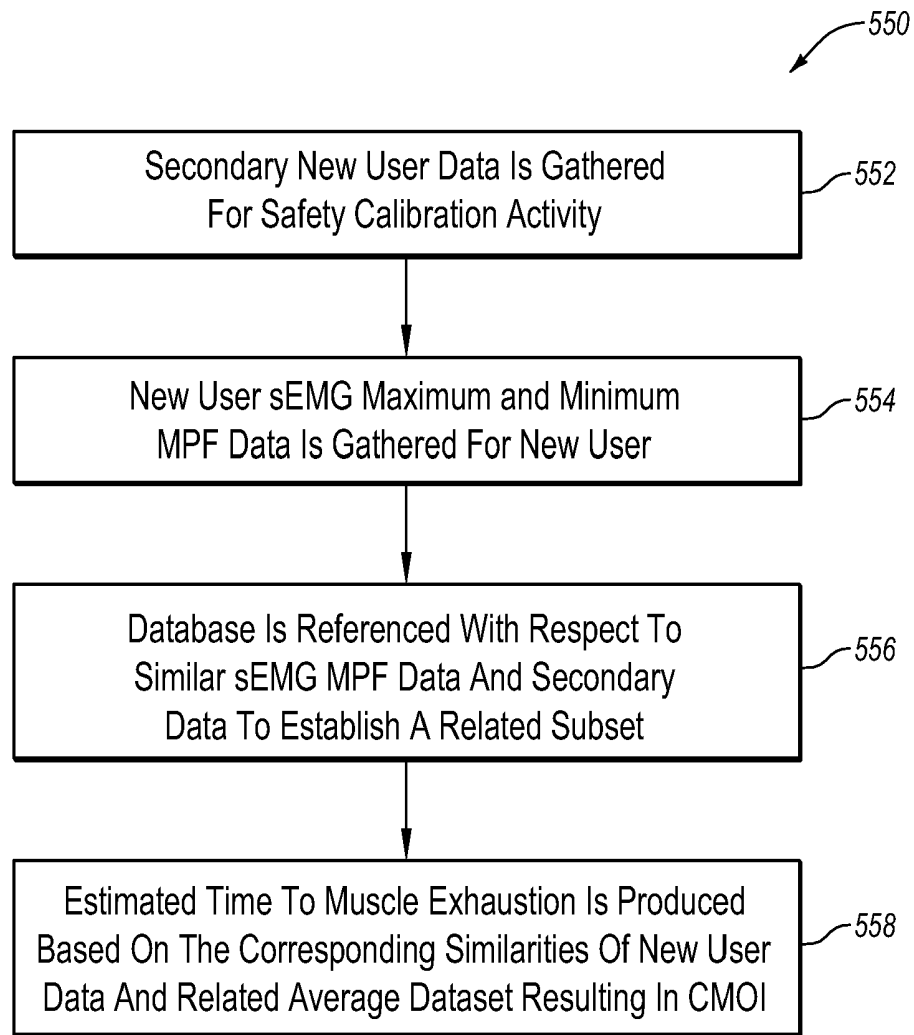 550
Secondary New User Data Is Gathered
For Safety Calibration Activity
552
New User sEMG Maximum and Minimum
MPF Data Is Gathered For New User
554
Database Is Referenced With Respect To
Similar sEMG MPF Data And Secondary
Data To Establish A Related Subset
556
Estimated Time To Muscle Exhaustion Is Produced
Based On The Corresponding Similarities Of New User
Data And Related Average Dataset Resulting In CMOI
558